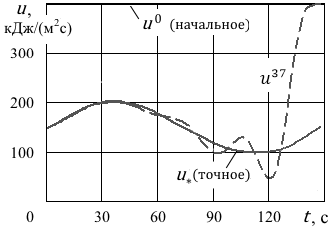 u,
кДж/(м²с)
u⁰ (начальное)
300
u³⁷
200
100
u*(точное)
0 30 60 90 120 t, с